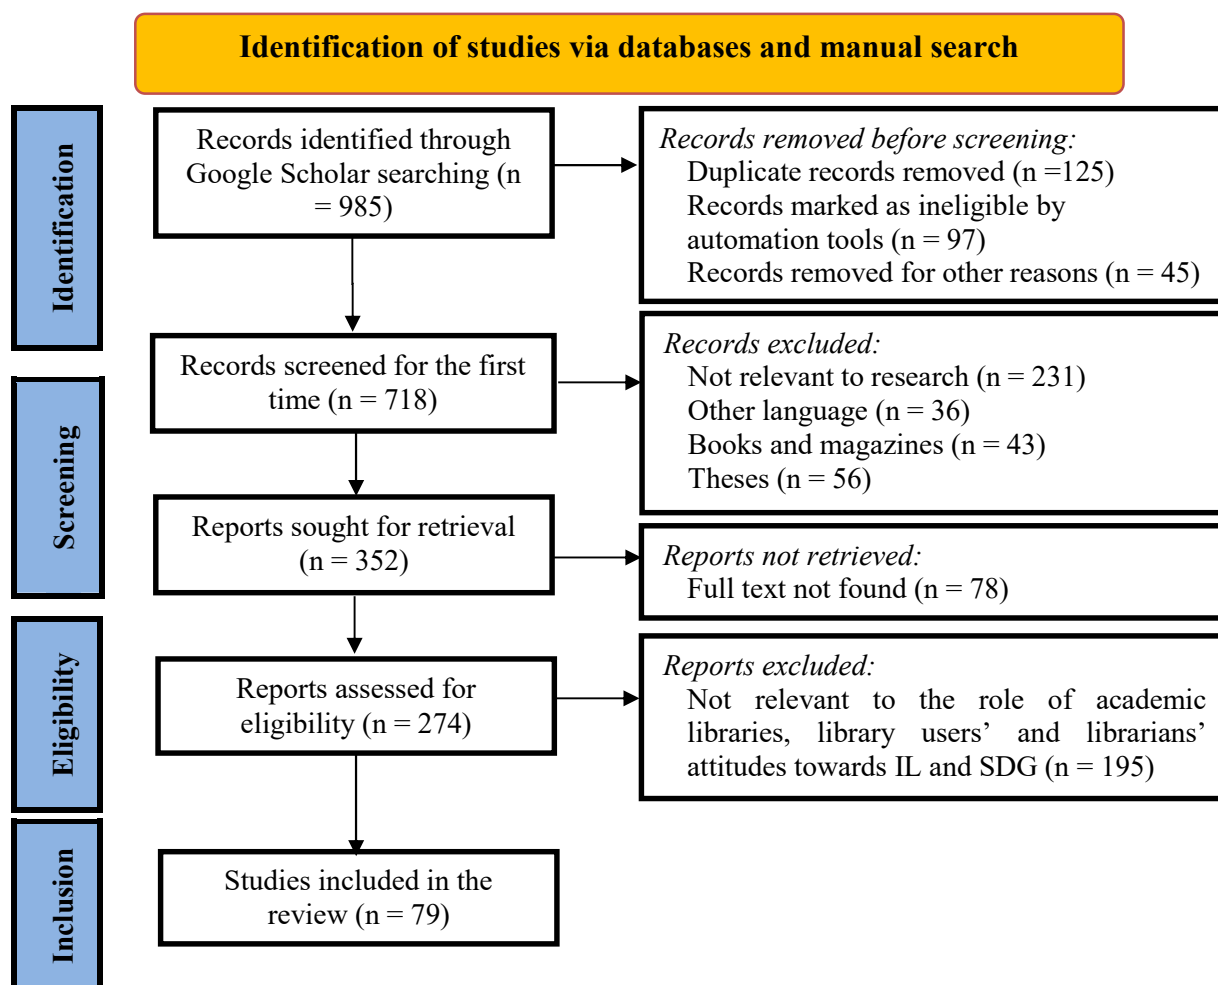 Identification of studies via databases and manual search
Identification
Records identified through
Google Scholar searching (n
= 985)
Records removed before screening:
Duplicate records removed (n =125)
Records marked as ineligible by
automation tools (n = 97)
Records removed for other reasons (n = 45)
Screening
Records screened for the first
time (n = 718)
Records excluded:
Not relevant to research (n = 231)
Other language (n = 36)
Books and magazines (n = 43)
Theses (n = 56)
Reports sought for retrieval
(n = 352)
Reports not retrieved:
Full text not found (n = 78)
Eligibility
Reports assessed for
eligibility (n = 274)
Reports excluded:
Not relevant to the role of academic
libraries, library users’ and librarians’
attitudes towards IL and SDG (n = 195)
Inclusion
Studies included in the
review (n = 79)